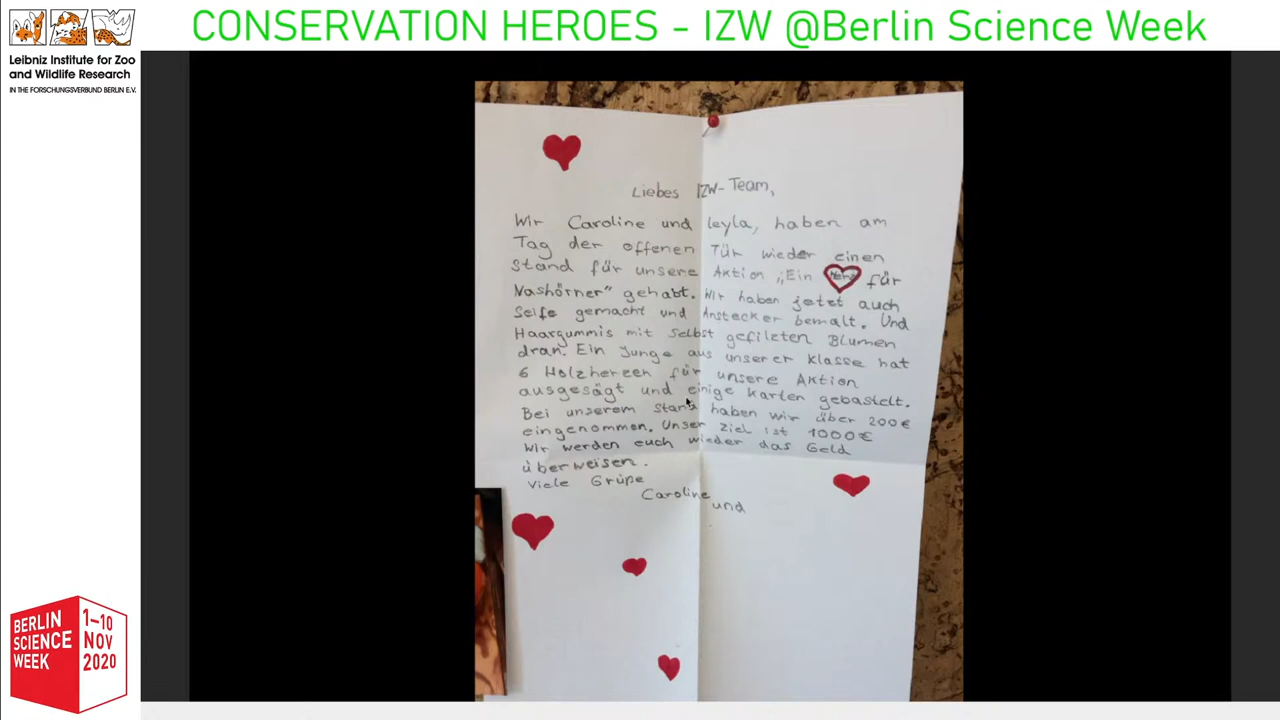 CONSERVATION HEROES - IZW @Berlin Science Week
Leibniz Institute for Zoo
and Wildlife Research
IN THE FORSCHUNGSVERBUND BERLIN E.V.
Liebes IZW-Team,
Wir Caroline und leyla, haben am
Tag der offenen Tür wieder einen
Stand für unsere Aktion „Ein Herz für
Nashörner" gehabt. Wir haben jetzt auch
Seife gemacht und Anstecker bemalt. Und
Haargummis mit selbst gefilzten Blumen
dran. Ein Junge aus unserer Klasse hat
6 Holzherzen für unsere Aktion
ausgesägt und einige Karten gebastelt.
Bei unserem Stand haben wir über 200€
eingenommen. Unser Ziel ist 1000€
Wir werden euch wieder das Geld
überweisen.
Viele Grüße
Caroline
und
BERLIN
SCIENCE
WEEK
1–10
NOV
2020